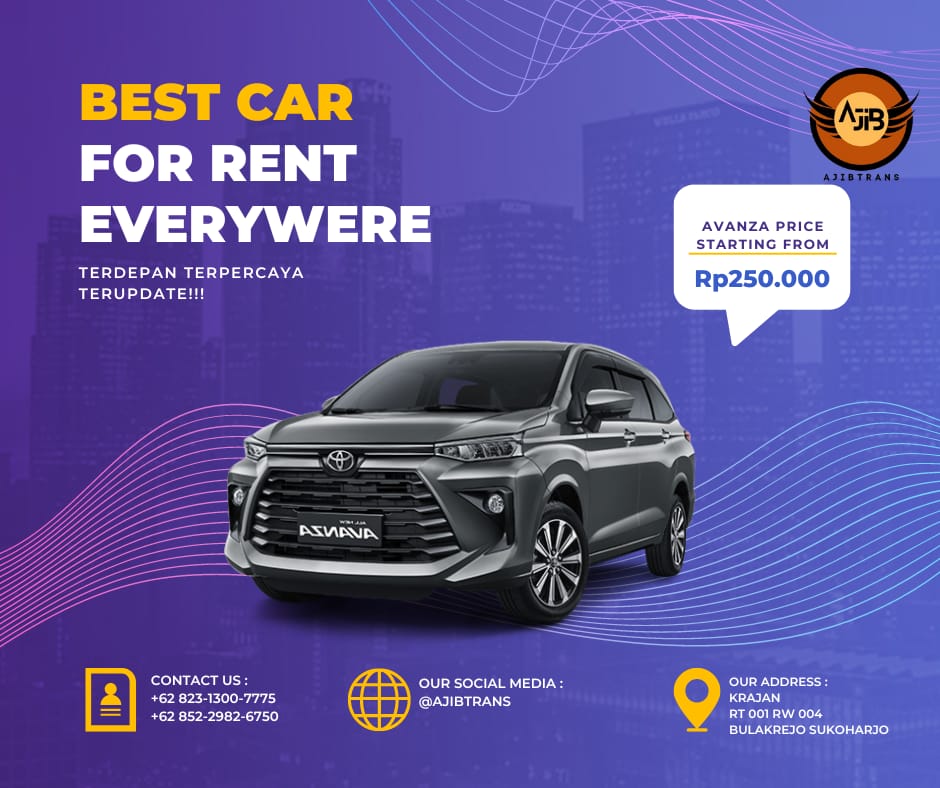 BEST CAR
FOR RENT
EVERYWERE
TERDEPAN TERPERCAYA
TERUPDATE!!!
AJIB
AJIBTRANS
AVANZA PRICE
STARTING FROM
Rp250.000
WELLS FARGO
ALL NEW
AVANZA
CONTACT US :
+62 823-1300-7775
+62 852-2982-6750
OUR SOCIAL MEDIA :
@AJIBTRANS
OUR ADDRESS :
KRAJAN
RT 001 RW 004
BULAKREJO SUKOHARJO